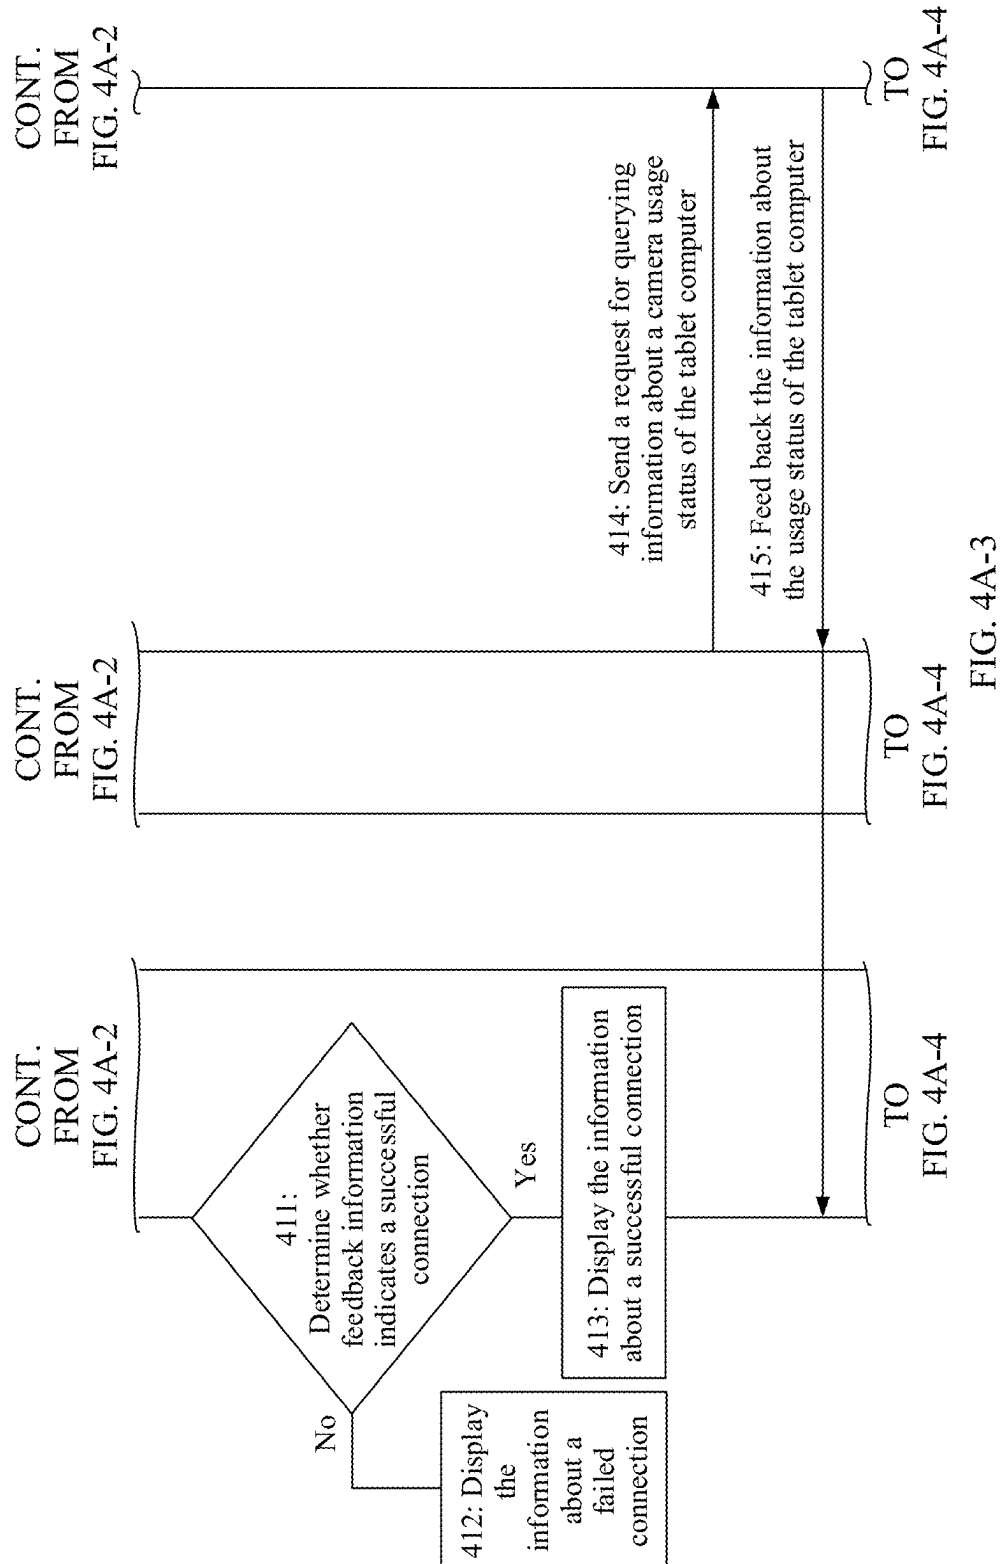 CONT.
FROM
FIG. 4A-2
CONT.
FROM
FIG. 4A-2
CONT.
FROM
FIG. 4A-2
411:
Determine whether
feedback information
indicates a successful
connection
No
Yes
412: Display
the
information
about a
failed
connection
413: Display the information
about a successful connection
414: Send a request for querying
information about a camera usage
status of the tablet computer
415: Feed back the information about
the usage status of the tablet computer
TO
FIG. 4A-4
TO
FIG. 4A-4
TO
FIG. 4A-4
FIG. 4A-3